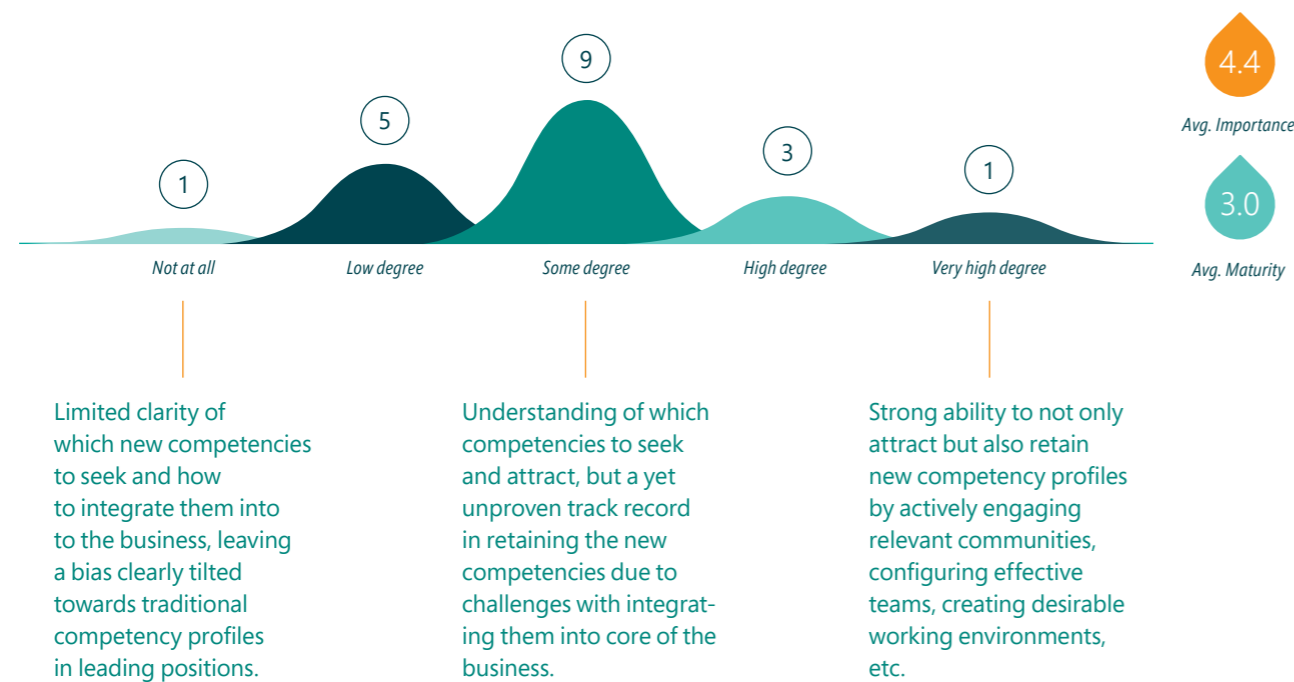 1
5
9
3
1
Not at all
Low degree
Some degree
High degree
Very high degree
4.4
Avg. Importance
3.0
Avg. Maturity
Limited clarity of
which new competencies
to seek and how
to integrate them into
to the business, leaving
a bias clearly tilted
towards traditional
competency profiles
in leading positions.
Understanding of which
competencies to seek
and attract, but a yet
unproven track record
in retaining the new
competencies due to
challenges with integrat-
ing them into core of the
business.
Strong ability to not only
attract but also retain
new competency profiles
by actively engaging
relevant communities,
configuring effective
teams, creating desirable
working environments,
etc.